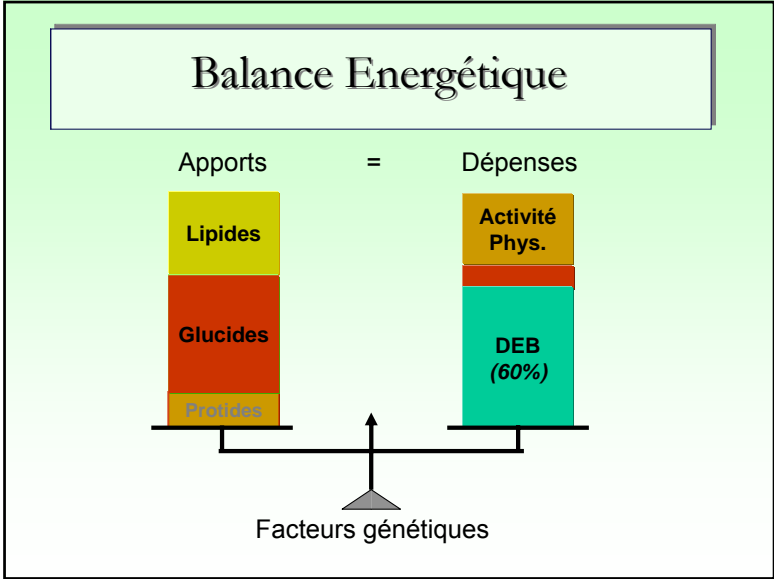 Balance Energétique
Apports = Dépenses
Lipides
Glucides
Protides
Activité
Phys.
DEB
(60%)
Facteurs génétiques